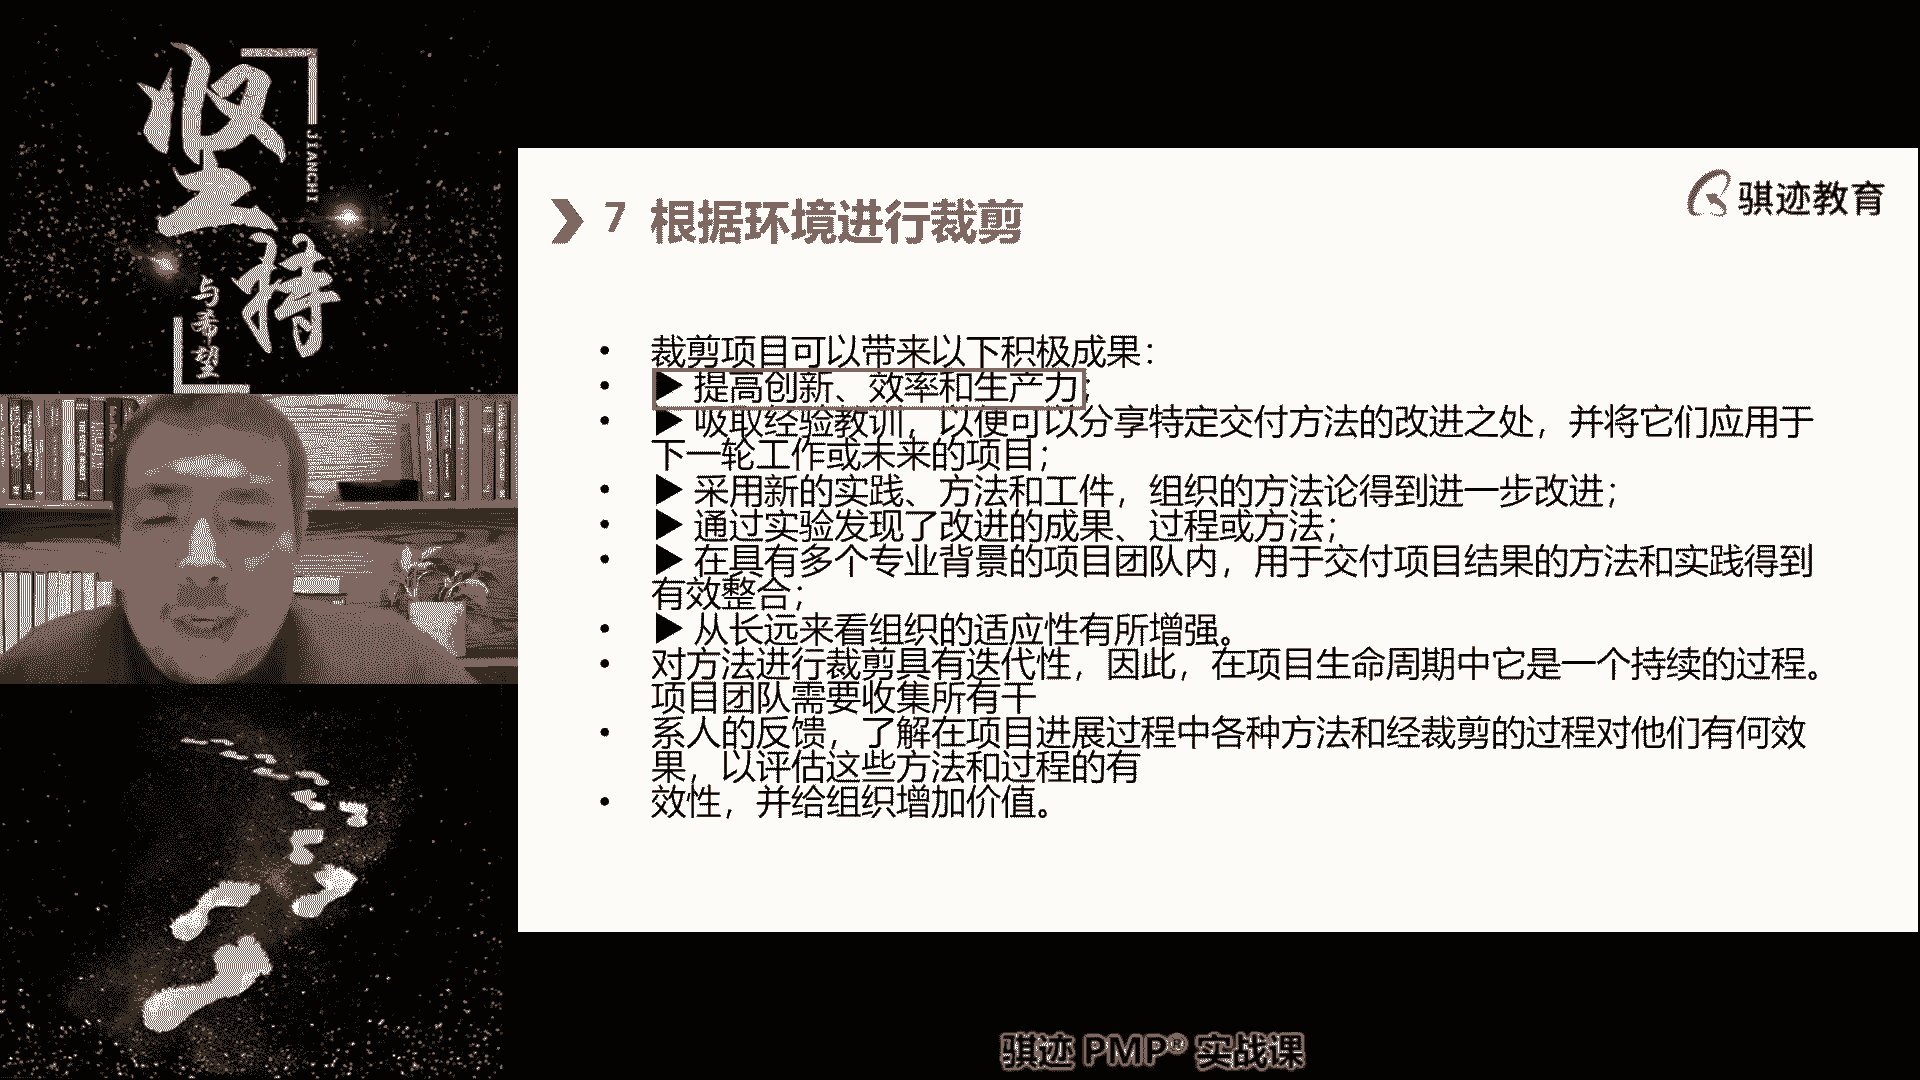 坚持
JIANCHI
与希望
骐迹教育
7 根据环境进行裁剪
• 裁剪项目可以带来以下积极成果：
• ▶ 提高创新、效率和生产力；
• ▶ 吸取经验教训，以便可以分享特定交付方法的改进之处，并将它们应用于
下一轮工作或未来的项目；
• ▶ 采用新的实践、方法和工件，组织的方法论得到进一步改进；
• ▶ 通过实验发现了改进的成果、过程或方法；
• ▶ 在具有多个专业背景的项目团队内，用于交付项目结果的方法和实践得到
有效整合；
• ▶ 从长远来看组织的适应性有所增强。
• 对方法进行裁剪具有迭代性，因此，在项目生命周期中它是一个持续的过程。
项目团队需要收集所有干
• 系人的反馈，了解在项目进展过程中各种方法和经裁剪的过程对他们有何效
果，以评估这些方法和过程的有
• 效性，并给组织增加价值。
骐迹 PMP® 实战课